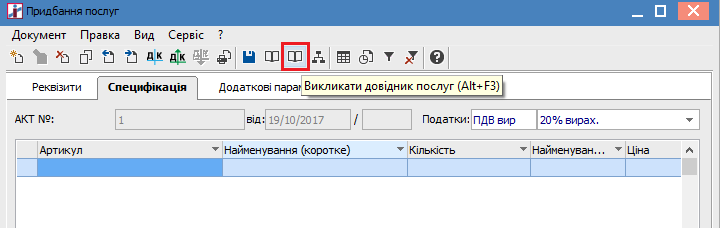 Придбання послуг
Документ Правка Вид Сервіс ?
Д|К Д|К Д|К
Реквізити Специфікація Додаткові парам
Викликати довідник послуг (Alt+F3)
АКТ № 1 від: 19/10/2017 / Податки: ПДВ вир 20% вирах.
Артикул Найменування (коротке) Кількість Найменуван... Ціна